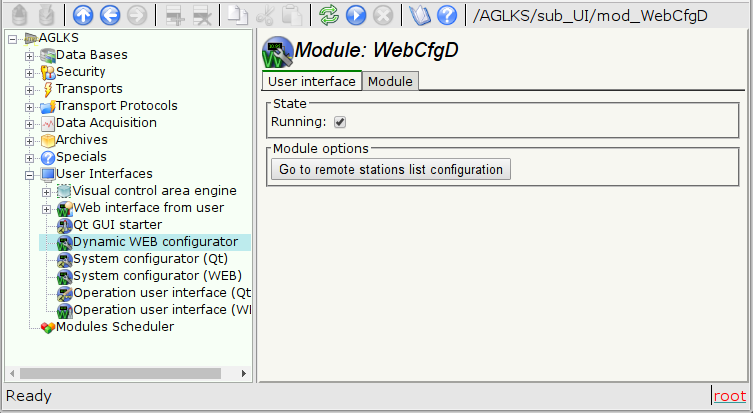 /AGLKS/sub_UI/mod_WebCfgD
AGLKS
Data Bases
Security
Transports
Transport Protocols
Data Acquisition
Archives
Specials
User Interfaces
Visual control area engine
Web interface from user
Qt GUI starter
Dynamic WEB configurator
System configurator (Qt)
System configurator (WEB)
Operation user interface (Qt
Operation user interface (WI
Modules Scheduler
Module: WebCfgD
User interface Module
State
Running:
Module options
Go to remote stations list configuration
Ready
root